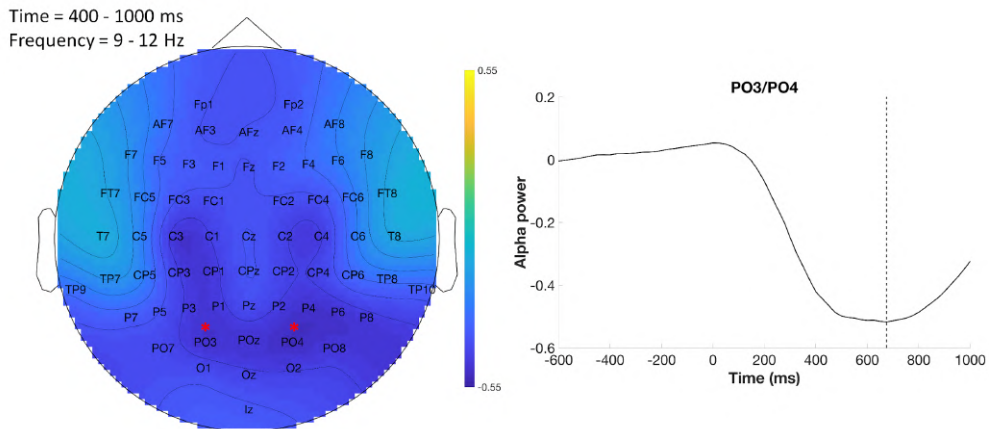 Time = 400 - 1000 ms
Frequency = 9 - 12 Hz
Fp1 Fp2
AF7 AF3 AFz AF4 AF8
F7 F5 F3 F1 Fz F2 F4 F6 F8
FT7 FC5 FC3 FC1 FC2 FC4 FC6 FT8
T7 C5 C3 C1 Cz C2 C4 C6 T8
TP9 TP7 CP5 CP3 CP1 CPz CP2 CP4 CP6 TP8 TP10
P7 P5 P3 P1 Pz P2 P4 P6 P8
PO7 PO3 POz PO4 PO8
O1 Oz O2
Iz
0.55
-0.55
PO3/PO4
Alpha power
0.2
0
-0.2
-0.4
-0.6
-600 -400 -200 0 200 400 600 800 1000
Time (ms)